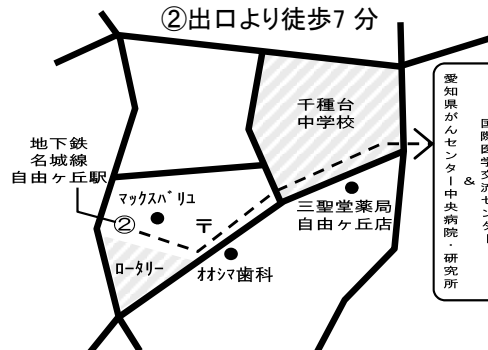 ②出口より徒歩7 分
千種台
中学校
地下鉄
名城線
自由ヶ丘駅
マックスバリュ
②
〒
三聖堂薬局
自由ヶ丘店
ロータリー
オオシマ歯科
国際医学交流センター
&
愛知県がんセンター中央病院・研究所